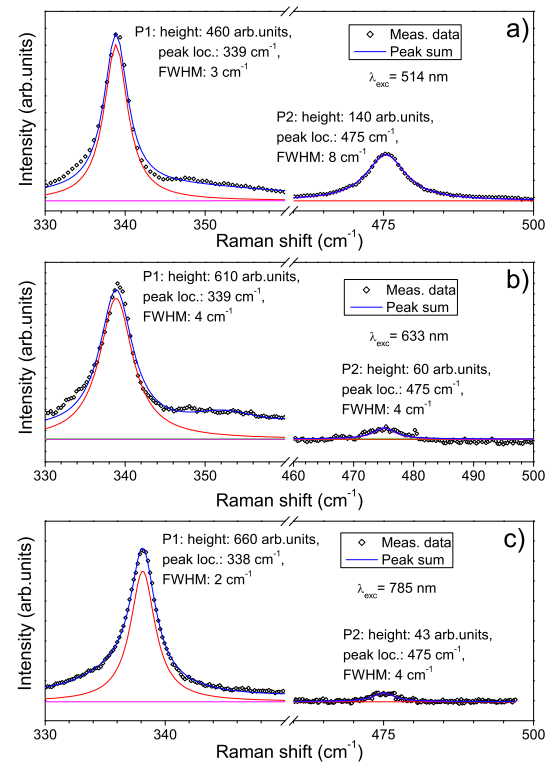 P1: height: 460 arb.units,
peak loc.: 339 cm⁻¹,
FWHM: 3 cm⁻¹
Meas. data
Peak sum
a)
λexc= 514 nm
P2: height: 140 arb.units,
peak loc.: 475 cm⁻¹,
FWHM: 8 cm⁻¹
Intensity (arb.units)
330 340 350 475 500
Raman shift (cm⁻¹)
P1: height: 610 arb.units,
peak loc.: 339 cm⁻¹,
FWHM: 4 cm⁻¹
Meas. data
Peak sum
b)
λexc= 633 nm
P2: height: 60 arb.units,
peak loc.: 475 cm⁻¹,
FWHM: 4 cm⁻¹
Intensity (arb.units)
330 340 350 460 470 480 490 500
Raman shift (cm⁻¹)
P1: height: 660 arb.units,
peak loc.: 338 cm⁻¹,
FWHM: 2 cm⁻¹
Meas. data
Peak sum
c)
λexc= 785 nm
P2: height: 43 arb.units,
peak loc.: 475 cm⁻¹,
FWHM: 4 cm⁻¹
Intensity (arb.units)
330 340 475 500
Raman shift (cm⁻¹)